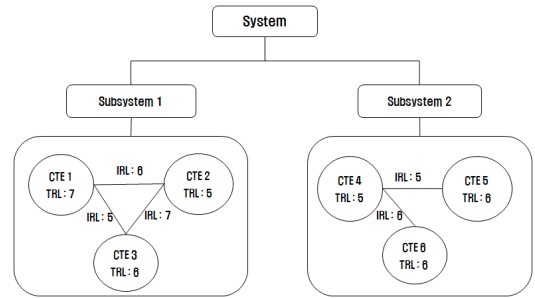 System
Subsystem 1
Subsystem 2
CTE 1
TRL: 7
IRL: 6
CTE 2
TRL: 5
IRL: 5
IRL: 7
CTE 3
TRL: 6
CTE 4
TRL: 5
IRL: 5
CTE 5
TRL: 6
IRL: 6
CTE 6
TRL: 6